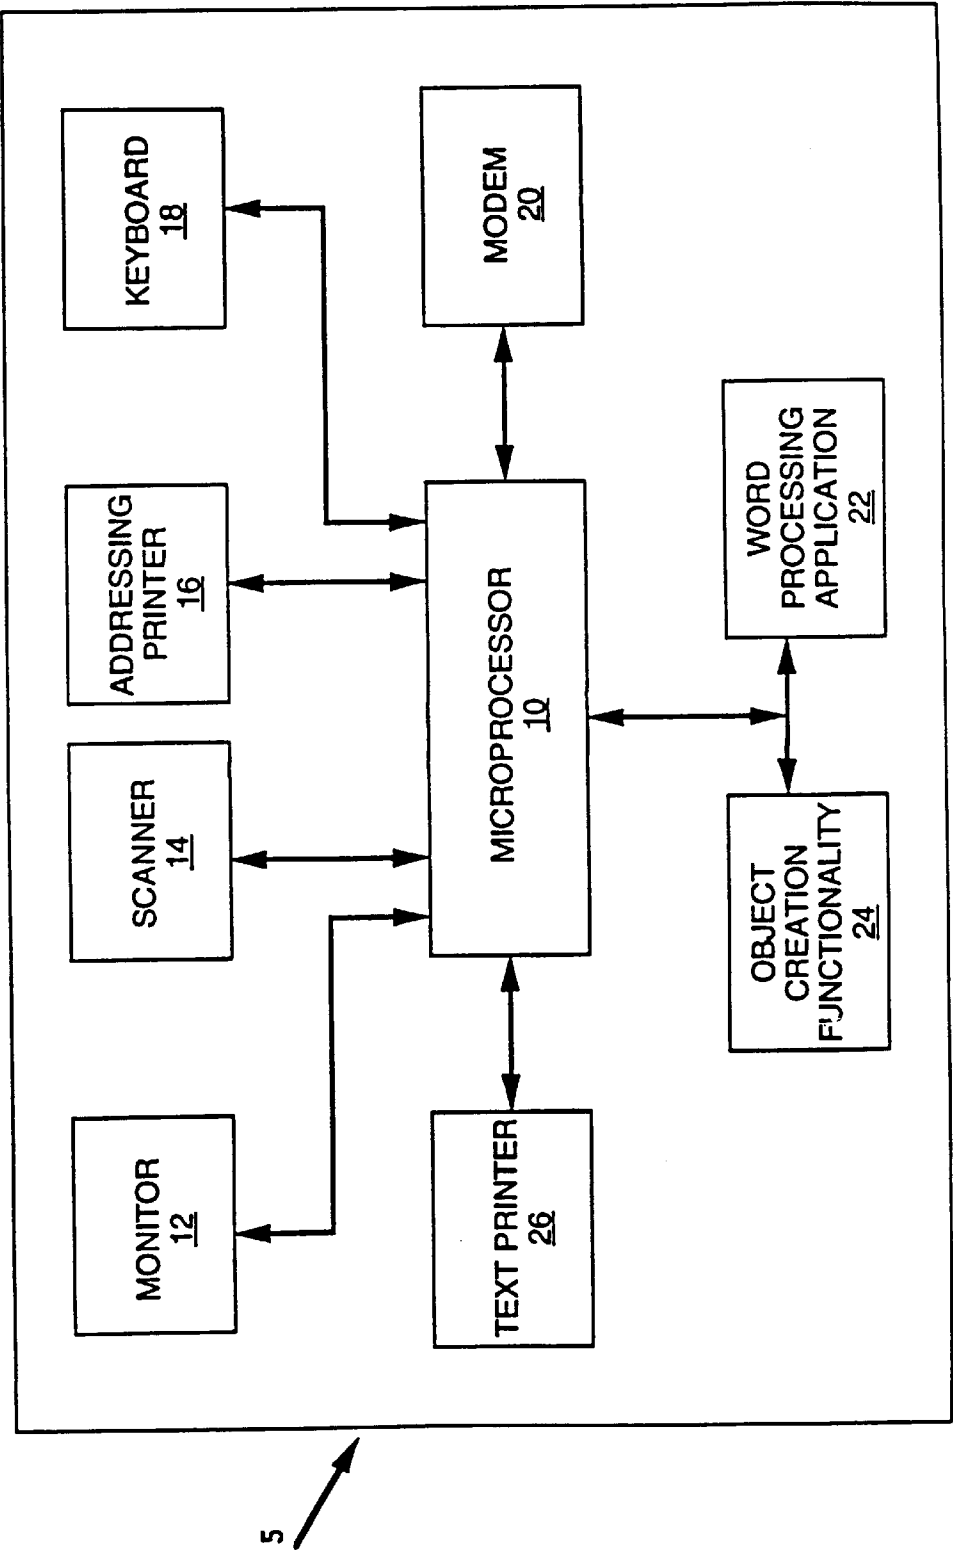 MONITOR
12
SCANNER
14
ADDRESSING
PRINTER
16
KEYBOARD
18
TEXT PRINTER
26
MICROPROCESSOR
10
MODEM
20
OBJECT
CREATION
FUNCTIONALITY
24
WORD
PROCESSING
APPLICATION
22
5